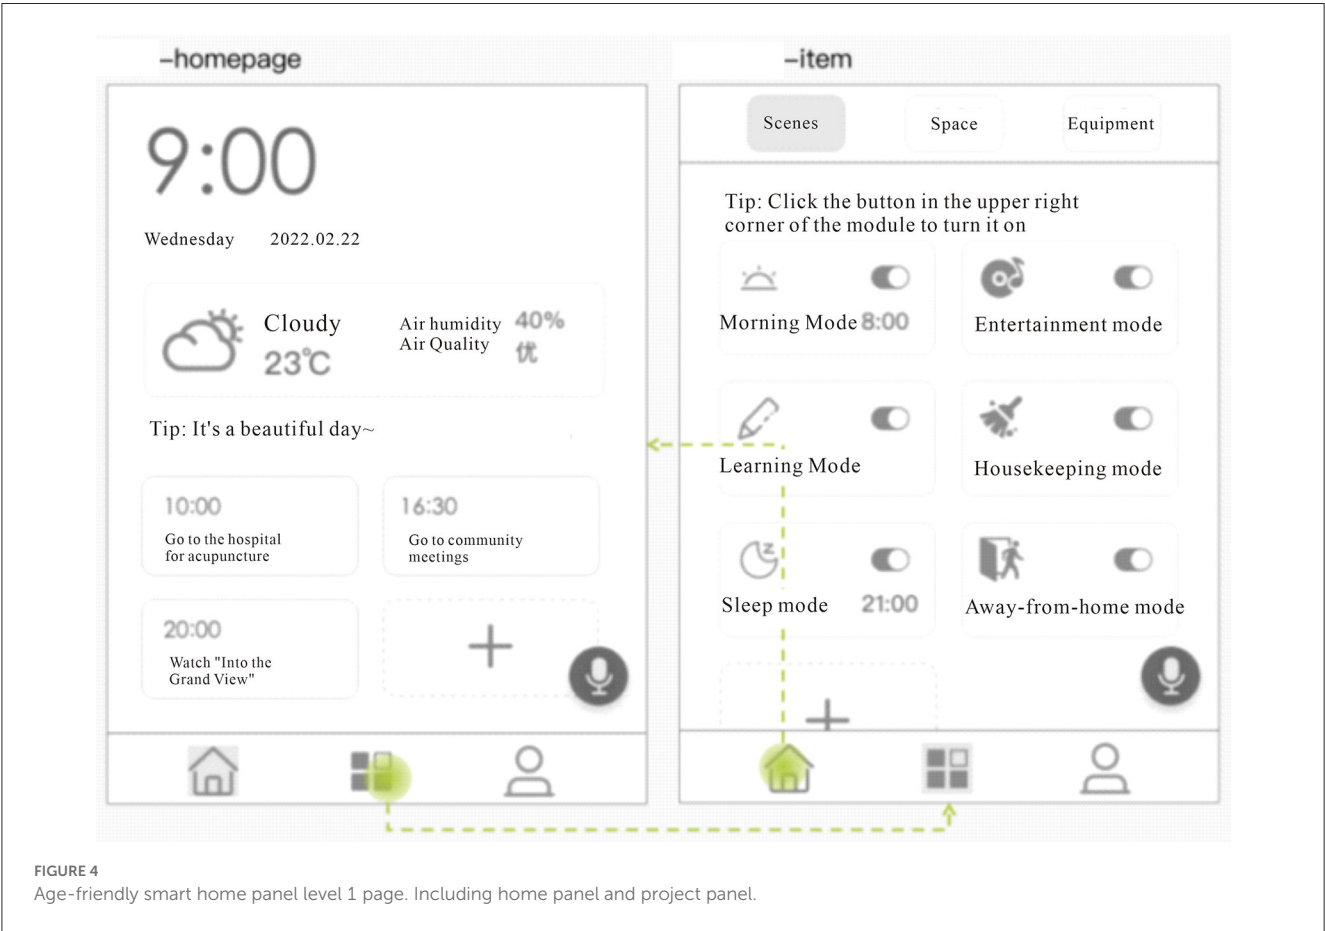 –homepage
9:00
Wednesday 2022.02.22
Cloudy
23℃
Air humidity 40%
Air Quality 优
Tip: It's a beautiful day~
10:00
Go to the hospital
for acupuncture
16:30
Go to community
meetings
20:00
Watch "Into the
Grand View"
–item
Scenes
Space
Equipment
Tip: Click the button in the upper right
corner of the module to turn it on
Morning Mode 8:00
Entertainment mode
Learning Mode
Housekeeping mode
Sleep mode 21:00
Away-from-home mode
FIGURE 4
Age-friendly smart home panel level 1 page. Including home panel and project panel.